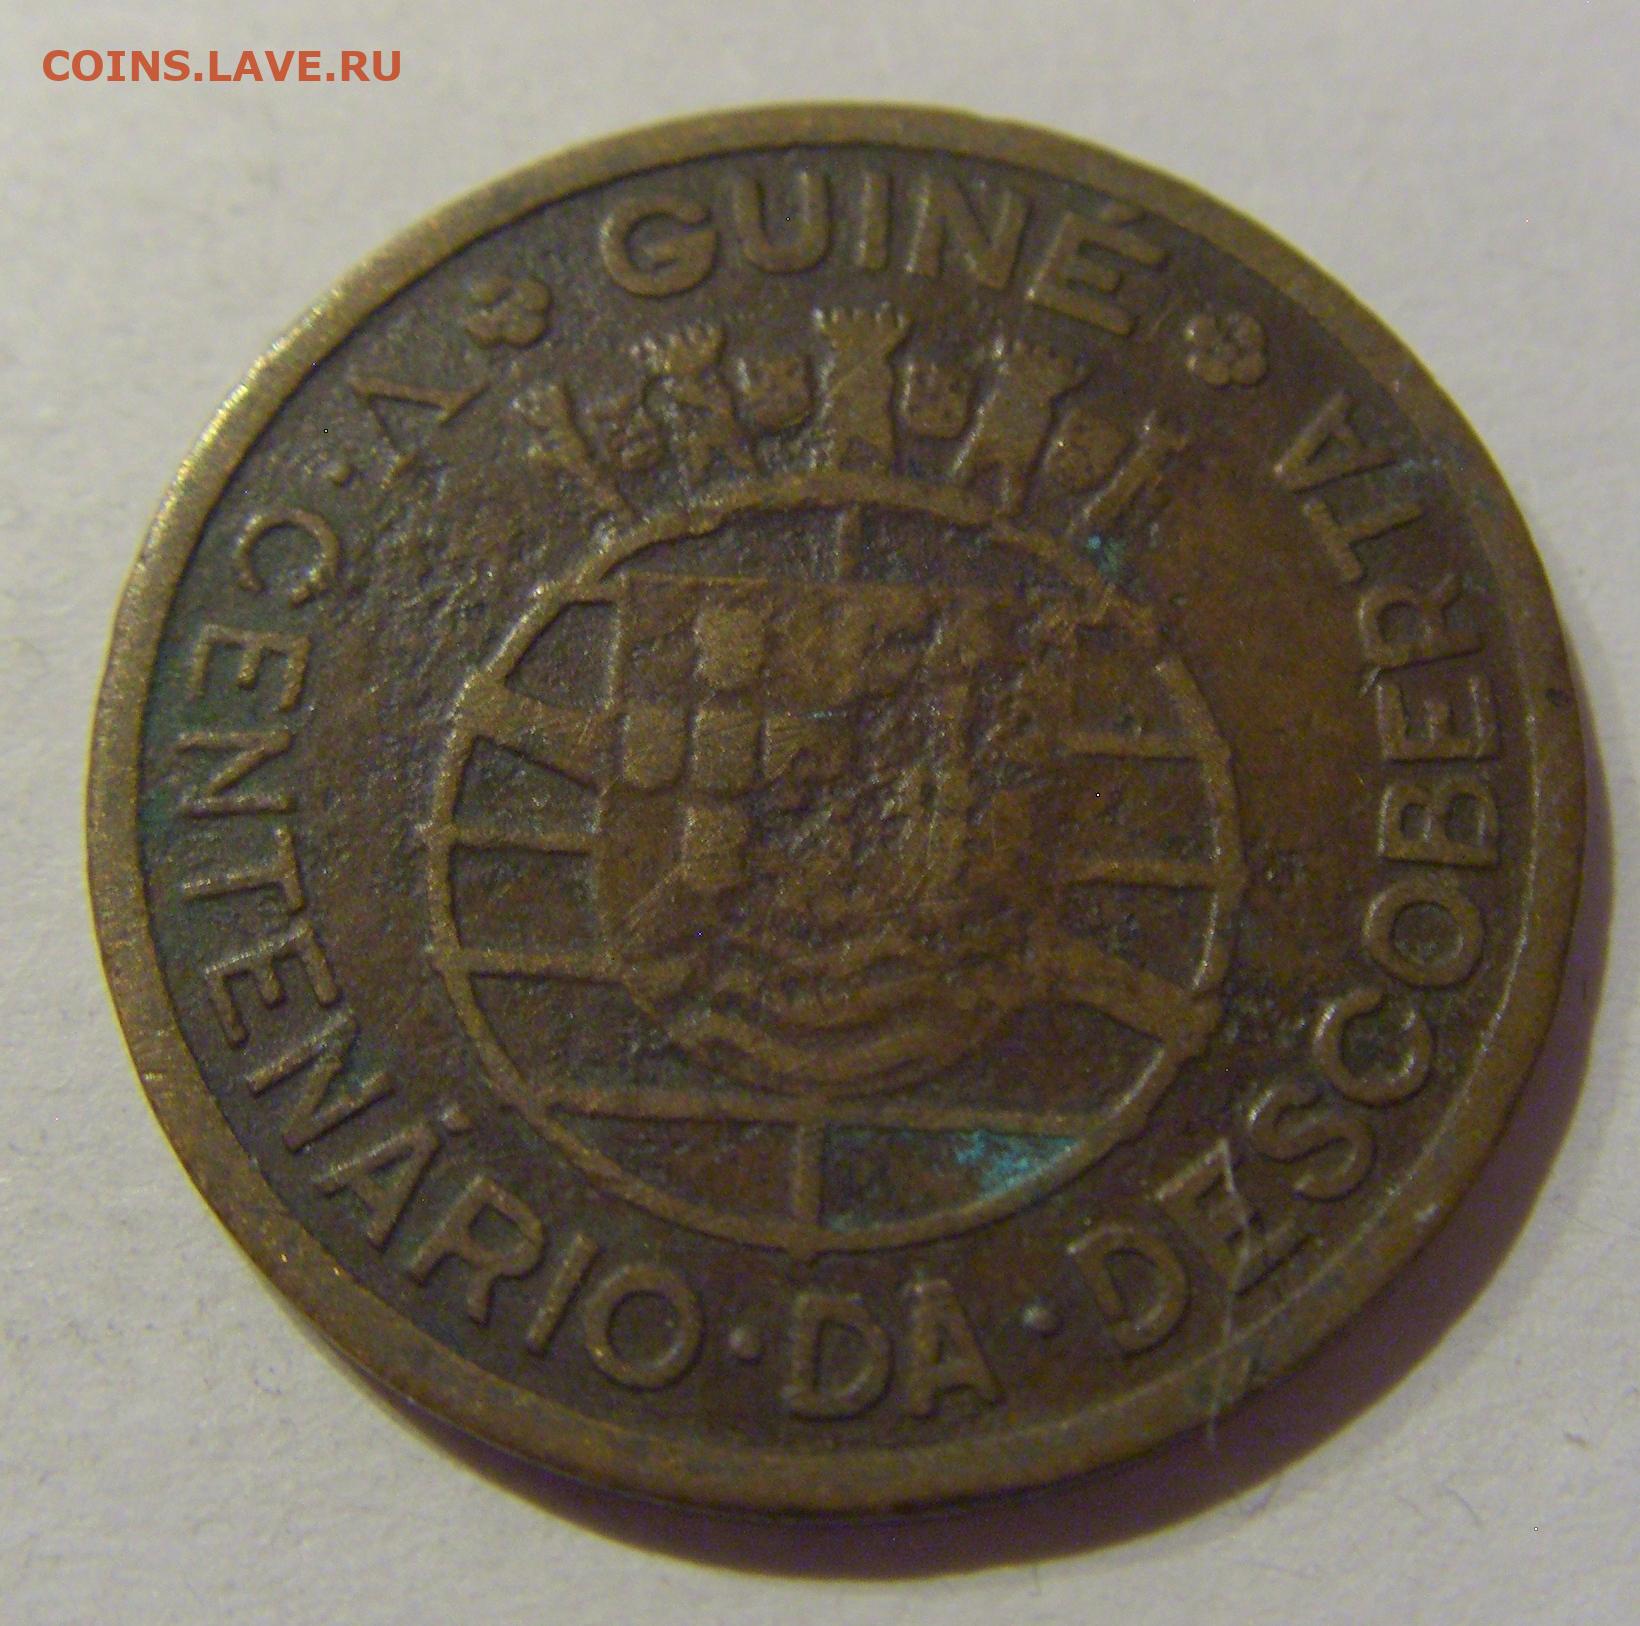 COINS.LAVE.RU
GUINÉ
V · CENTENÁRIO · DA · DESCOBERTA